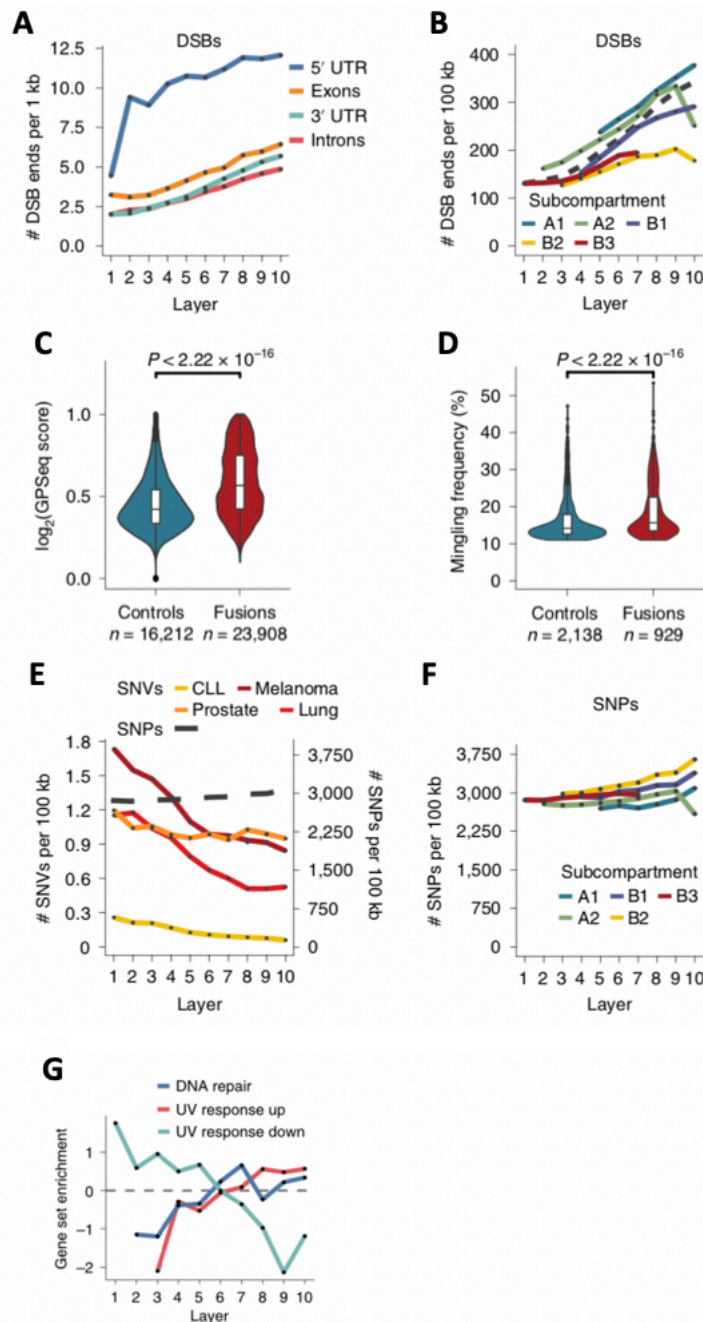 A
DSBs
12.5
10.0
7.5
5.0
2.5
0.0
# DSB ends per 1 kb
5′ UTR
Exons
3′ UTR
Introns
1 2 3 4 5 6 7 8 9 10
Layer
B
DSBs
400
300
200
100
0
# DSB ends per 100 kb
Subcompartment
A1 A2 B1
B2 B3
1 2 3 4 5 6 7 8 9 10
Layer
C
P < 2.22 × 10⁻¹⁶
1.0
0.5
0.0
log₂(GPSeq score)
Controls Fusions
n = 16,212 n = 23,908
D
P < 2.22 × 10⁻¹⁶
50
40
30
20
10
0
Mingling frequency (%)
Controls Fusions
n = 2,138 n = 929
E
SNVs CLL Melanoma
Prostate Lung
SNPs
1.8
1.5
1.2
0.9
0.6
0.3
0
# SNVs per 100 kb
3,750
3,000
2,250
1,500
750
0
# SNPs per 100 kb
1 2 3 4 5 6 7 8 9 10
Layer
F
SNPs
3,750
3,000
2,250
1,500
750
0
# SNPs per 100 kb
Subcompartment
A1 B1 B3
A2 B2
1 2 3 4 5 6 7 8 9 10
Layer
G
DNA repair
UV response up
UV response down
1
0
−1
−2
Gene set enrichment
1 2 3 4 5 6 7 8 9 10
Layer